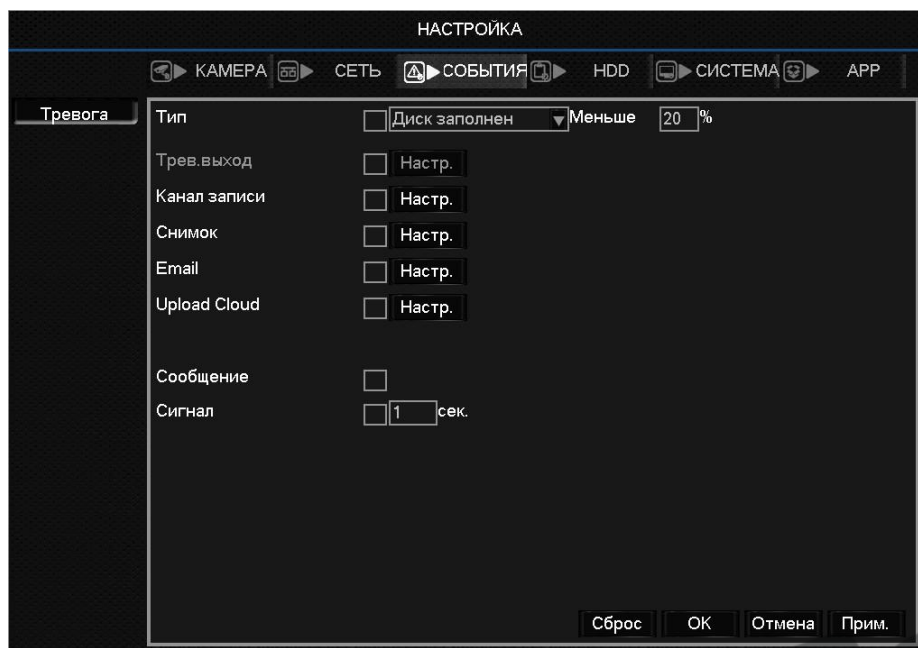 НАСТРОЙКА
КАМЕРА СЕТЬ СОБЫТИЯ HDD СИСТЕМА APP
Тревога
Тип Диск заполнен Меньше 20 %
Трев.выход Настр.
Канал записи Настр.
Снимок Настр.
Email Настр.
Upload Cloud Настр.
Сообщение
Сигнал 1 сек.
Сброс OK Отмена Прим.